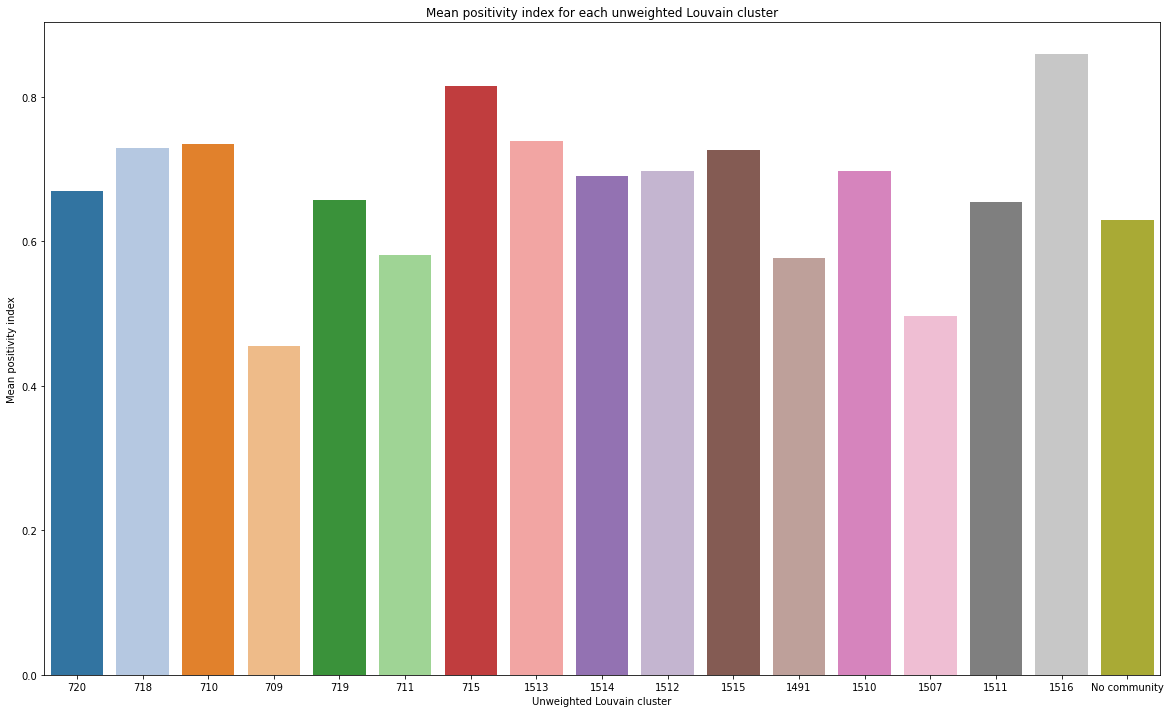 Mean positivity index for each unweighted Louvain cluster
Mean positivity index
0.8
0.6
0.4
0.2
0.0
720 718 710 709 719 711 715 1513 1514 1512 1515 1491 1510 1507 1511 1516 No community
Unweighted Louvain cluster